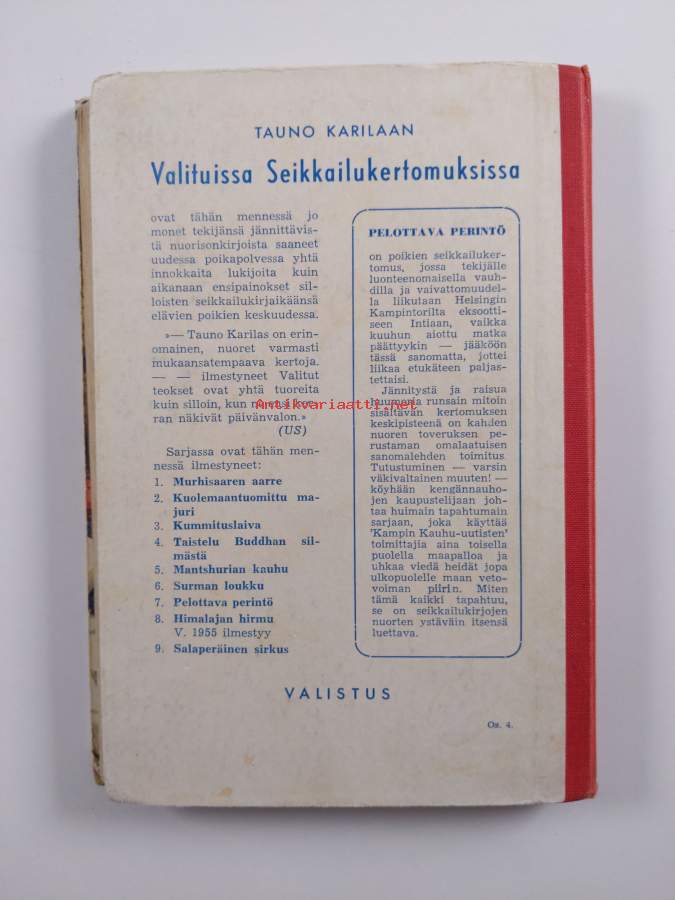 TAUNO KARILAAN
Valituissa Seikkailukertomuksissa
ovat tähän mennessä jo
monet tekijänsä jännittävis-
tä nuorisonkirjoista saaneet
uudessa poikapolvessa yhtä
innokkaita lukijoita kuin
aikanaan ensipainokset sil-
loisten seikkailukirjaikäänsä
elävien poikien keskuudessa.
»— Tauno Karilas on erin-
omainen, nuoret varmasti
mukaansatempaava kertoja.
— — ilmestyneet Valitut
teokset ovat yhtä tuoreita
kuin silloin, kun ne ensi ker-
ran näkivät päivänvalon.»
(US)
Sarjassa ovat tähän men-
nessä ilmestyneet:
1. Murhisaaren aarre
2. Kuolemaantuomittu ma-
juri
3. Kummituslaiva
4. Taistelu Buddhan sil-
mästä
5. Mantshurian kauhu
6. Surman loukku
7. Pelottava perintö
8. Himalajan hirmu
V. 1955 ilmestyy
9. Salaperäinen sirkus
PELOTTAVA PERINTÖ
on poikien seikkailuker-
tomus, jossa tekijälle
luonteenomaisella vauh-
dilla ja vaivattomuudel-
la liikutaan Helsingin
Kampintorilta eksootti-
seen Intiaan, vaikka
kuuhun aiottu matka
päättyykin — jääköön
tässä sanomatta, jottei
liikaa etukäteen paljas-
tettaisi.
Jännitystä ja raisua
huumoria runsain mitoin
sisältävän kertomuksen
keskipisteenä on kahden
nuoren toveruksen pe-
rustaman omalaatuisen
sanomalehden toimitus
Tutustuminen — varsin
väkivaltainen muuten! —
köyhään kengännauho-
jen kaupustelijaan joh-
taa huimain tapahtumain
sarjaan, joka käyttää
'Kampin Kauhu-uutisten'
toimittajia aina toisella
puolella maapalloa ja
uhkaa viedä heidät jopa
ulkopuolelle maan veto-
voiman piirin. Miten
tämä kaikki tapahtuu,
se on seikkailukirjojen
nuorten ystäväin itsensä
luettava.
VALISTUS
Os. 4.
Antikvariaatti.net